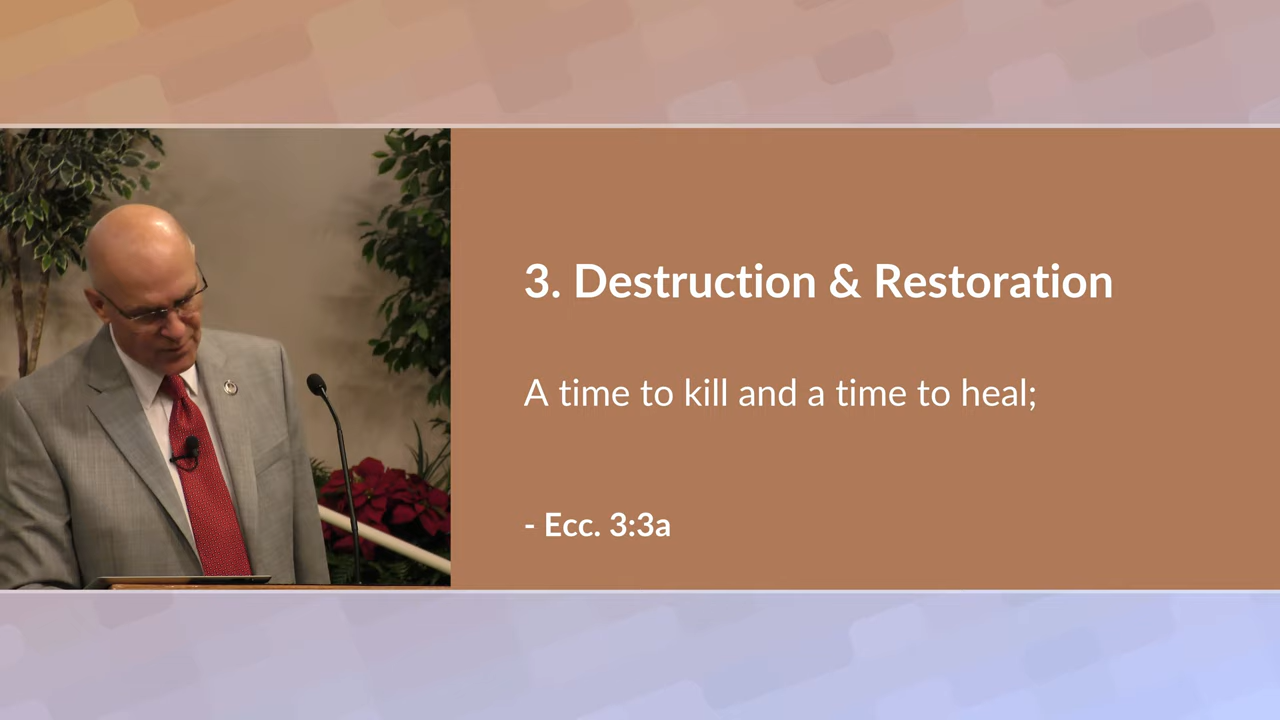 3. Destruction & Restoration
A time to kill and a time to heal;
- Ecc. 3:3a